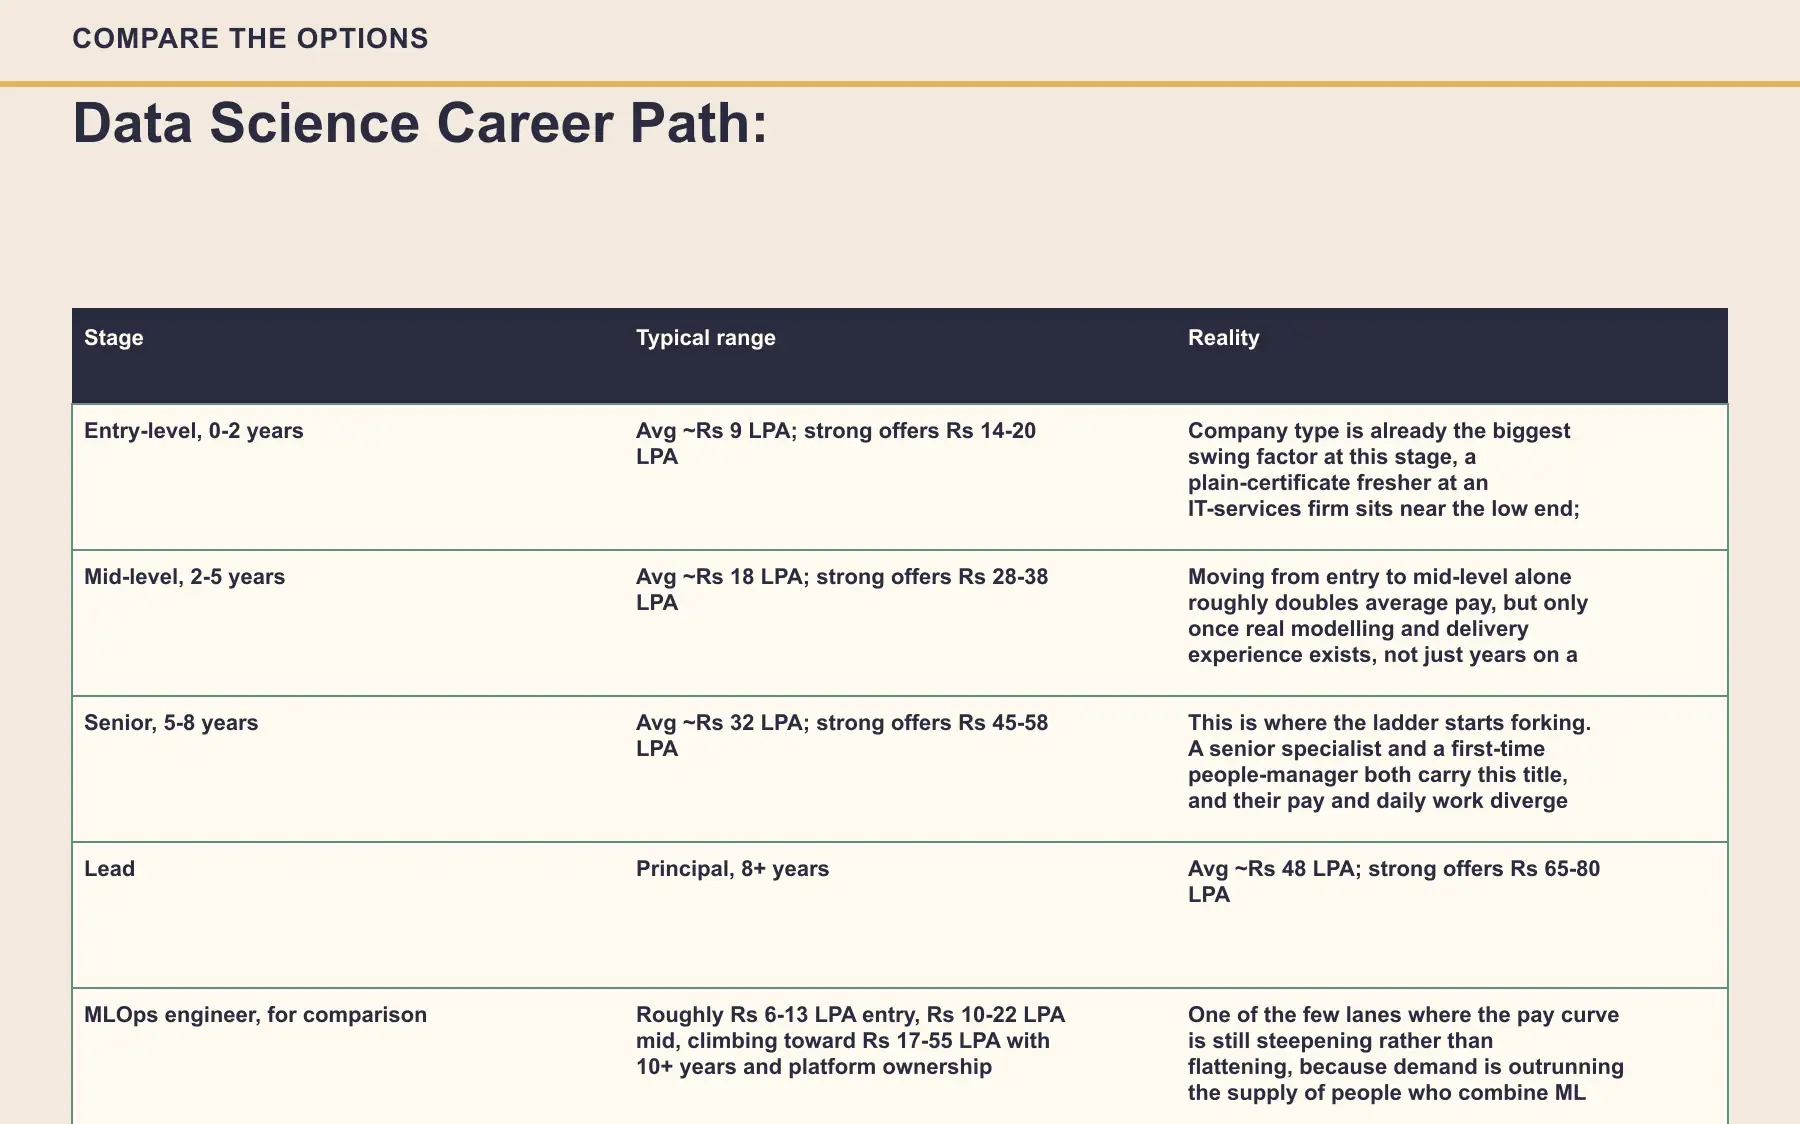 COMPARE THE OPTIONS
Data Science Career Path:
Stage
Typical range
Reality
Entry-level, 0-2 years
Avg ~Rs 9 LPA; strong offers Rs 14-20
LPA
Company type is already the biggest
swing factor at this stage, a
plain-certificate fresher at an
IT-services firm sits near the low end;
Mid-level, 2-5 years
Avg ~Rs 18 LPA; strong offers Rs 28-38
LPA
Moving from entry to mid-level alone
roughly doubles average pay, but only
once real modelling and delivery
experience exists, not just years on a
Senior, 5-8 years
Avg ~Rs 32 LPA; strong offers Rs 45-58
LPA
This is where the ladder starts forking.
A senior specialist and a first-time
people-manager both carry this title,
and their pay and daily work diverge
Lead
Principal, 8+ years
Avg ~Rs 48 LPA; strong offers Rs 65-80
LPA
MLOps engineer, for comparison
Roughly Rs 6-13 LPA entry, Rs 10-22 LPA
mid, climbing toward Rs 17-55 LPA with
10+ years and platform ownership
One of the few lanes where the pay curve
is still steepening rather than
flattening, because demand is outrunning
the supply of people who combine ML